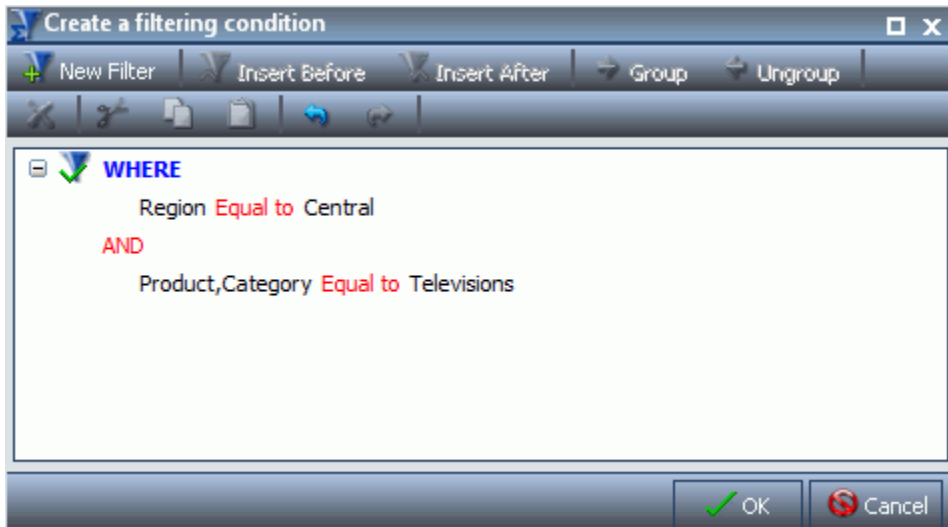 Create a filtering condition
New Filter Insert Before Insert After Group Ungroup
WHERE
Region Equal to Central
AND
Product,Category Equal to Televisions
OK Cancel